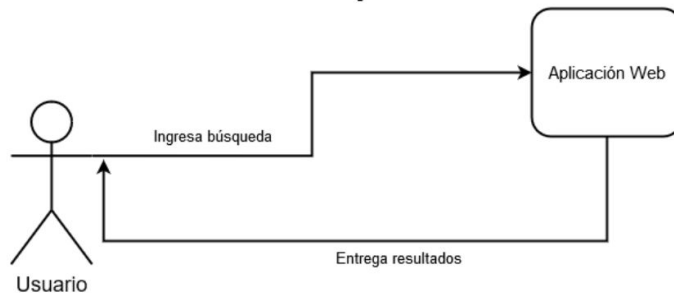 Aplicación Web
Ingresa búsqueda
Entrega resultados
Usuario